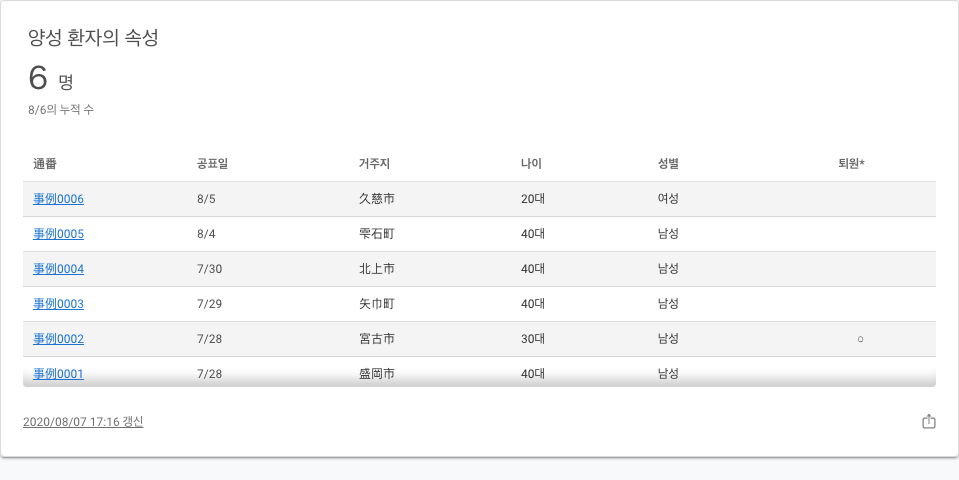 양성 환자의 속성
6 명
8/6의 누적 수
通番 공표일 거주지 나이 성별 퇴원*
事例0006 8/5 久慈市 20대 여성
事例0005 8/4 雫石町 40대 남성
事例0004 7/30 北上市 40대 남성
事例0003 7/29 矢巾町 40대 남성
事例0002 7/28 宮古市 30대 남성 ○
事例0001 7/28 盛岡市 40대 남성
2020/08/07 17:16 갱신